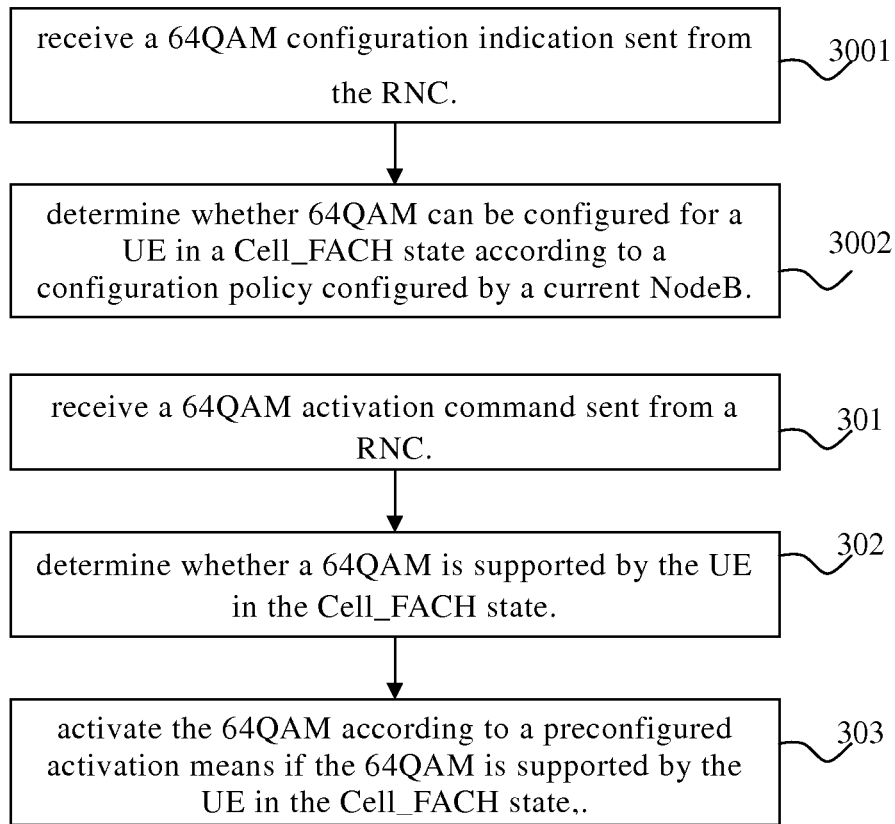 receive a 64QAM configuration indication sent from
the RNC.
3001
determine whether 64QAM can be configured for a
UE in a Cell_FACH state according to a
configuration policy configured by a current NodeB.
3002
receive a 64QAM activation command sent from a
RNC.
301
determine whether a 64QAM is supported by the UE
in the Cell_FACH state.
302
activate the 64QAM according to a preconfigured
activation means if the 64QAM is supported by the
UE in the Cell_FACH state,.
303